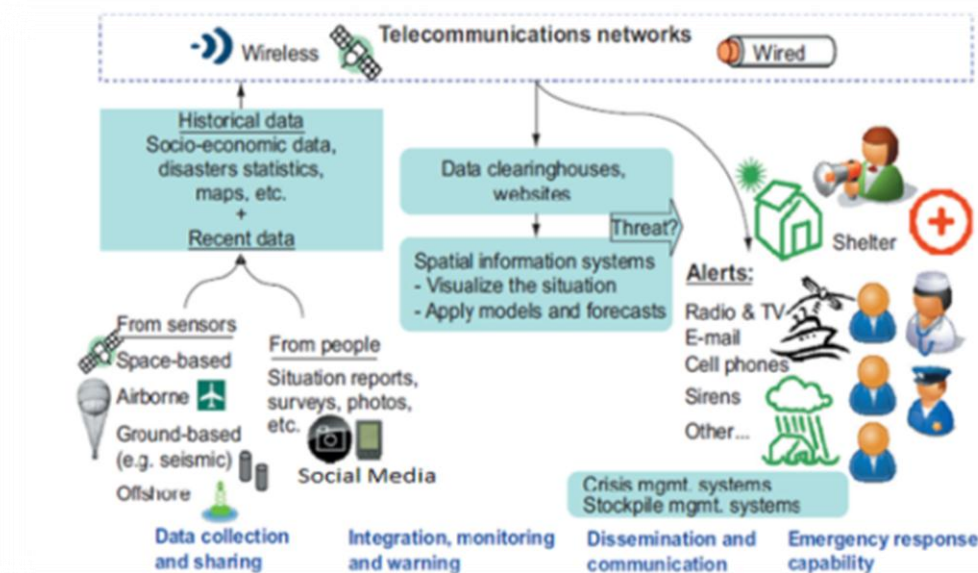 Telecommunications networks
Wireless
Wired
Historical data
Socio-economic data,
disasters statistics,
maps, etc.
+
Recent data
From sensors
Space-based
Airborne
Ground-based
(e.g. seismic)
Offshore
From people
Situation reports,
surveys, photos,
etc.
Social Media
Data clearinghouses,
websites
Threat?
Spatial information systems
- Visualize the situation
- Apply models and forecasts
Shelter
Alerts:
Radio & TV
E-mail
Cell phones
Sirens
Other...
Crisis mgmt. systems
Stockpile mgmt. systems
Data collection
and sharing
Integration, monitoring
and warning
Dissemination and
communication
Emergency response
capability